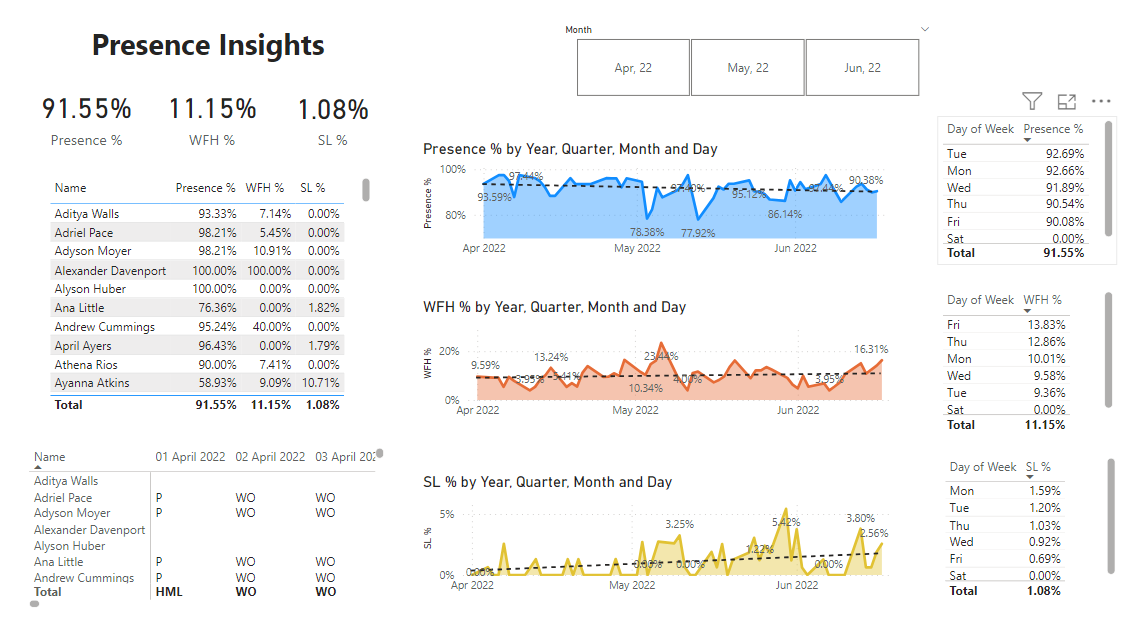 Presence Insights
Month
Apr, 22 May, 22 Jun, 22
91.55% 11.15% 1.08%
Presence % WFH % SL %
Name Presence % WFH % SL %
Aditya Walls 93.33% 7.14% 0.00%
Adriel Pace 98.21% 5.45% 0.00%
Adyson Moyer 98.21% 10.91% 0.00%
Alexander Davenport 100.00% 100.00% 0.00%
Alyson Huber 100.00% 0.00% 0.00%
Ana Little 76.36% 0.00% 1.82%
Andrew Cummings 95.24% 40.00% 0.00%
April Ayers 96.43% 0.00% 1.79%
Athena Rios 90.00% 7.41% 0.00%
Ayanna Atkins 58.93% 9.09% 10.71%
Total 91.55% 11.15% 1.08%
Name 01 April 2022 02 April 2022 03 April 202
Aditya Walls
Adriel Pace P WO WO
Adyson Moyer P WO WO
Alexander Davenport
Alyson Huber
Ana Little P WO WO
Andrew Cummings P WO WO
Total HML WO WO
Presence % by Year, Quarter, Month and Day
Presence %
100%
80%
97.44%
93.59%
78.38%
77.92%
95.12%
86.14%
90.38%
Apr 2022 May 2022 Jun 2022
WFH % by Year, Quarter, Month and Day
WFH %
20%
0%
9.59%
3.95%
13.24%
5.41%
10.34%
23.44%
4.00%
3.95%
16.31%
Apr 2022 May 2022 Jun 2022
SL % by Year, Quarter, Month and Day
SL %
5%
0%
0.00%
0.00%
3.25%
0.00%
1.22%
5.42%
0.00%
3.80%
2.56%
Apr 2022 May 2022 Jun 2022
Day of Week Presence %
Tue 92.69%
Mon 92.66%
Wed 91.89%
Thu 90.54%
Fri 90.08%
Sat 0.00%
Total 91.55%
Day of Week WFH %
Fri 13.83%
Thu 12.86%
Mon 10.01%
Wed 9.58%
Tue 9.36%
Sat 0.00%
Total 11.15%
Day of Week SL %
Mon 1.59%
Tue 1.20%
Thu 1.03%
Wed 0.92%
Fri 0.69%
Sat 0.00%
Total 1.08%